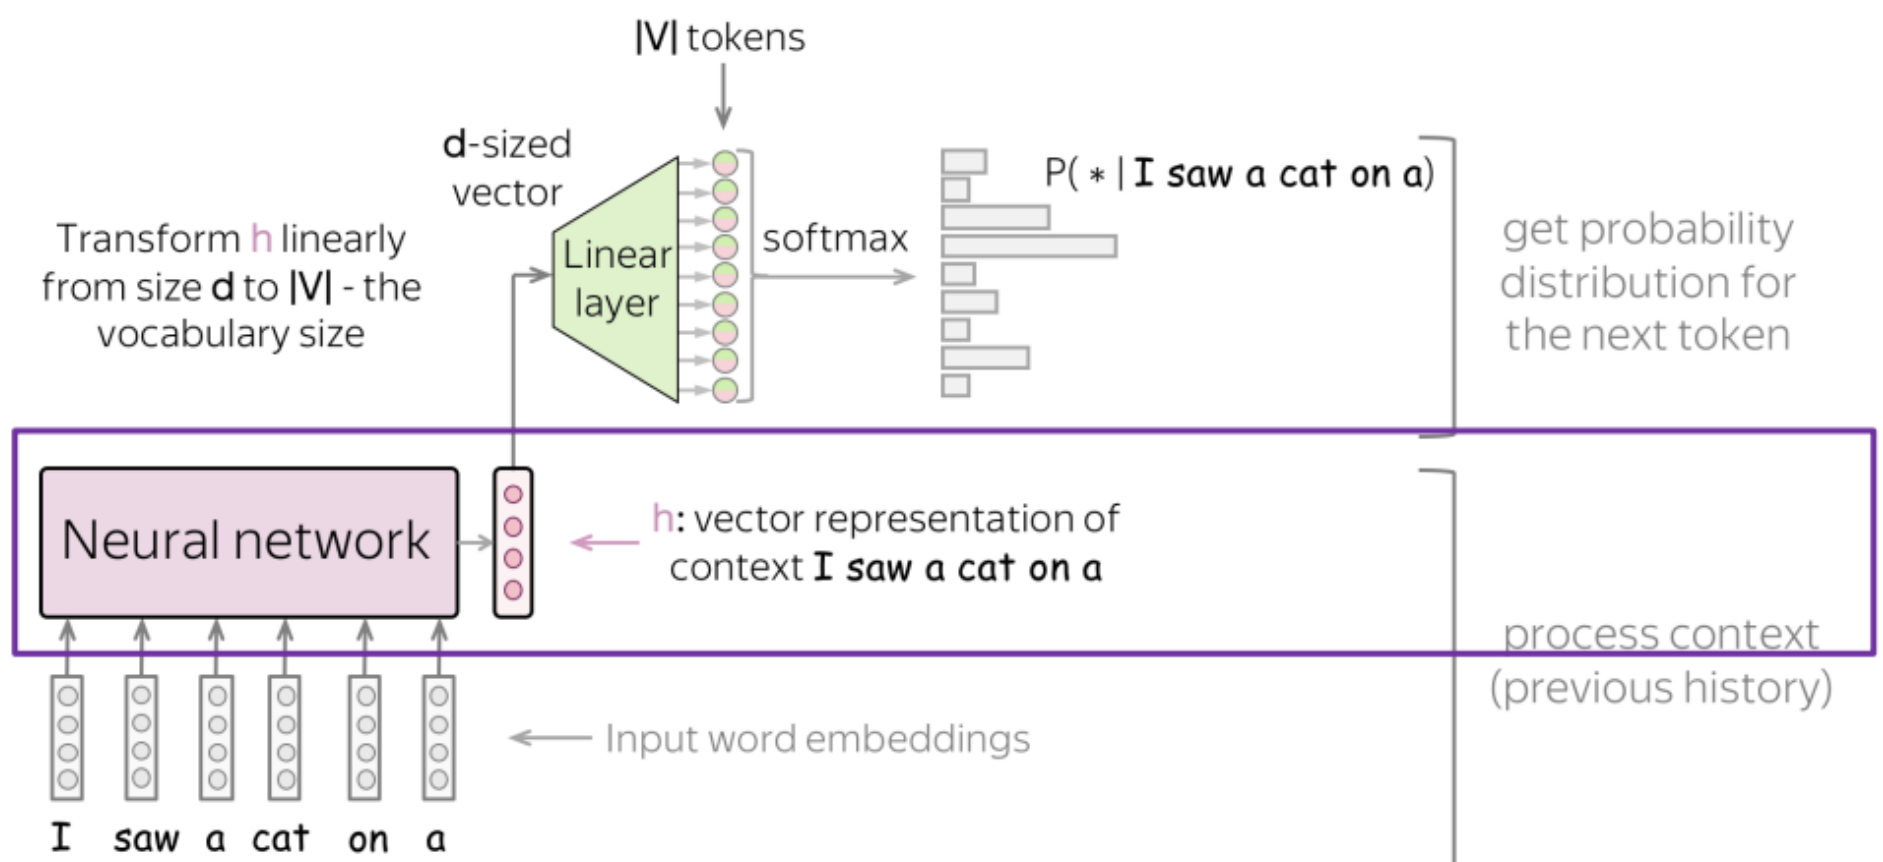 |V| tokens
d-sized
vector
Transform h linearly
from size d to |V| - the
vocabulary size
Linear
layer
softmax
P( * | I saw a cat on a)
get probability
distribution for
the next token
Neural network
h: vector representation of
context I saw a cat on a
process context
(previous history)
Input word embeddings
I saw a cat on a